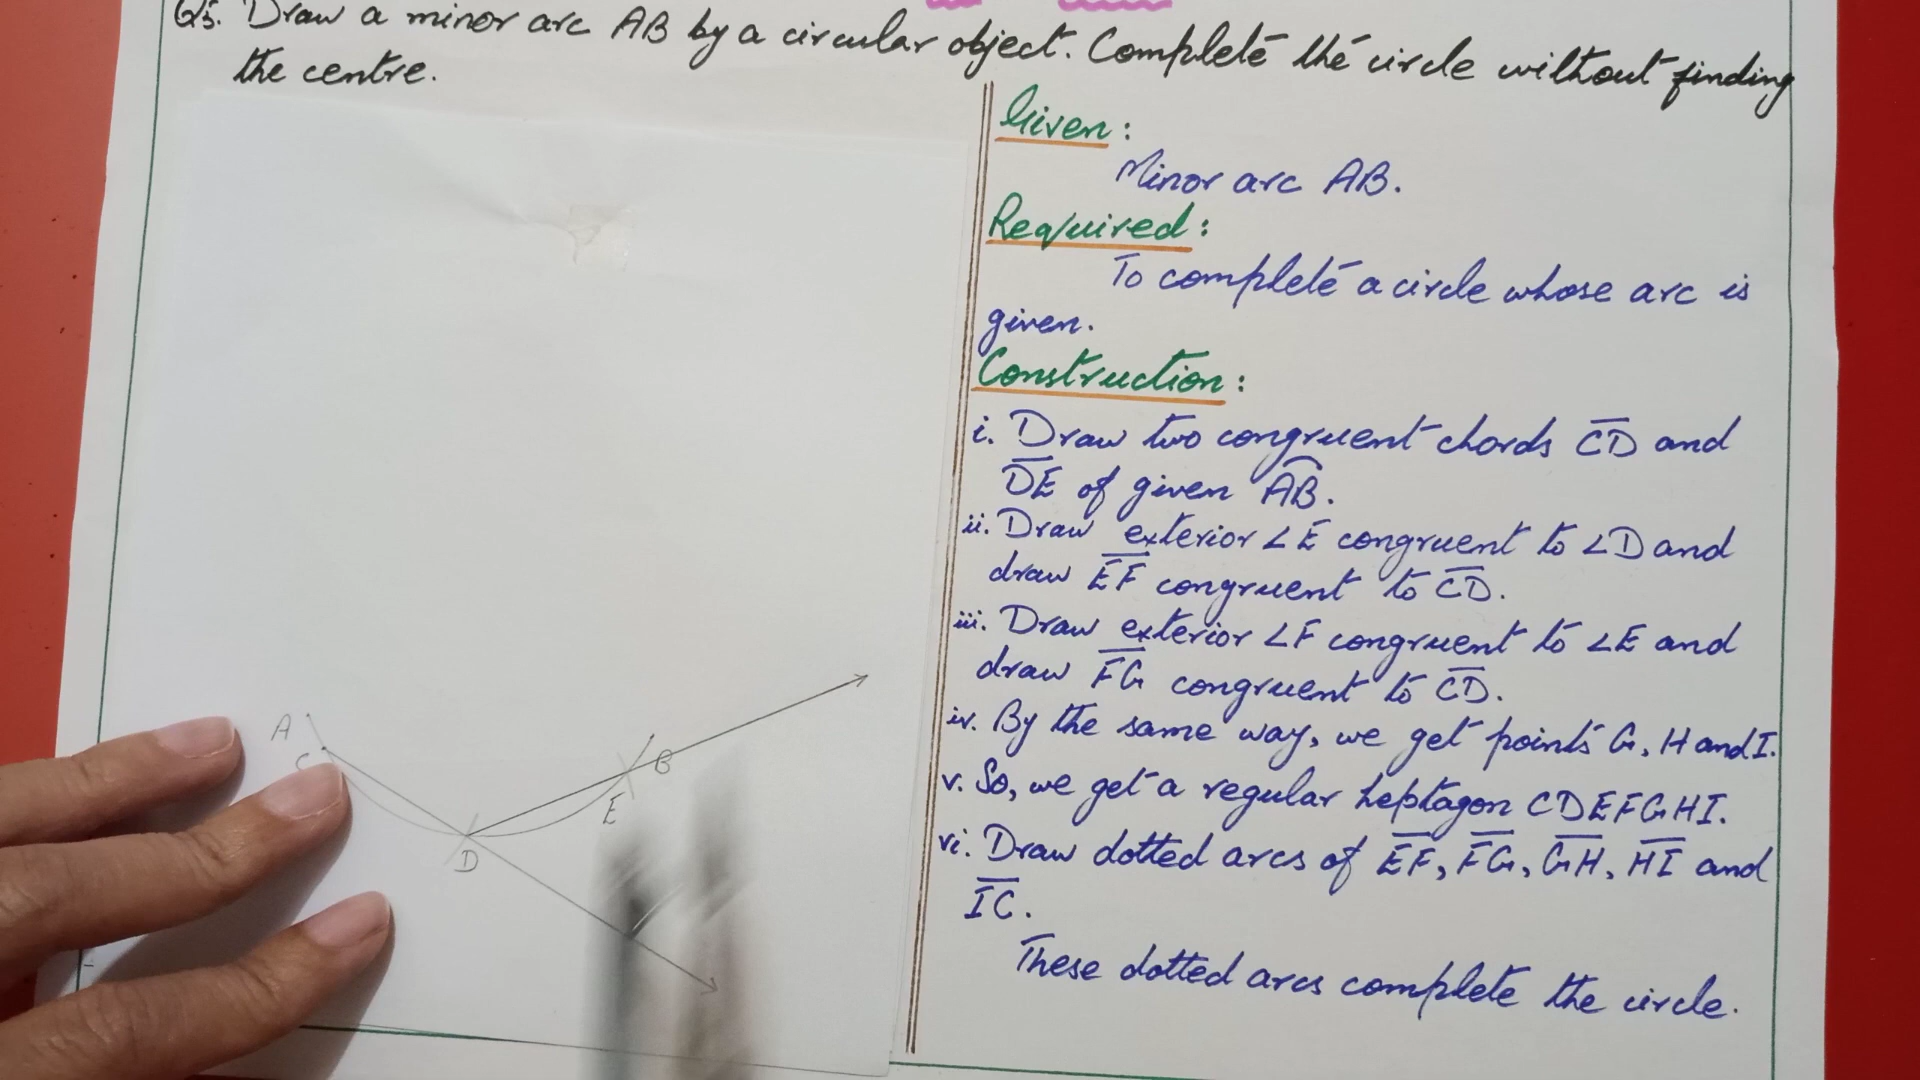 Q5. Draw a minor arc AB by a circular object. Complete the circle without finding
the centre.
Given:
Minor arc AB.
Required:
To complete a circle whose arc is
given.
Construction:
i. Draw two congruent chords CD and
DE of given AB.
ii. Draw exterior ∠E congruent to ∠D and
draw EF congruent to CD.
iii. Draw exterior ∠F congruent to ∠E and
draw FG congruent to CD.
iv. By the same way, we get points G, H and I.
v. So, we get a regular heptagon CDEFGHI.
vi. Draw dotted arcs of EF, FG, GH, HI and
IC.
These dotted arcs complete the circle.
A
C
B
E
D